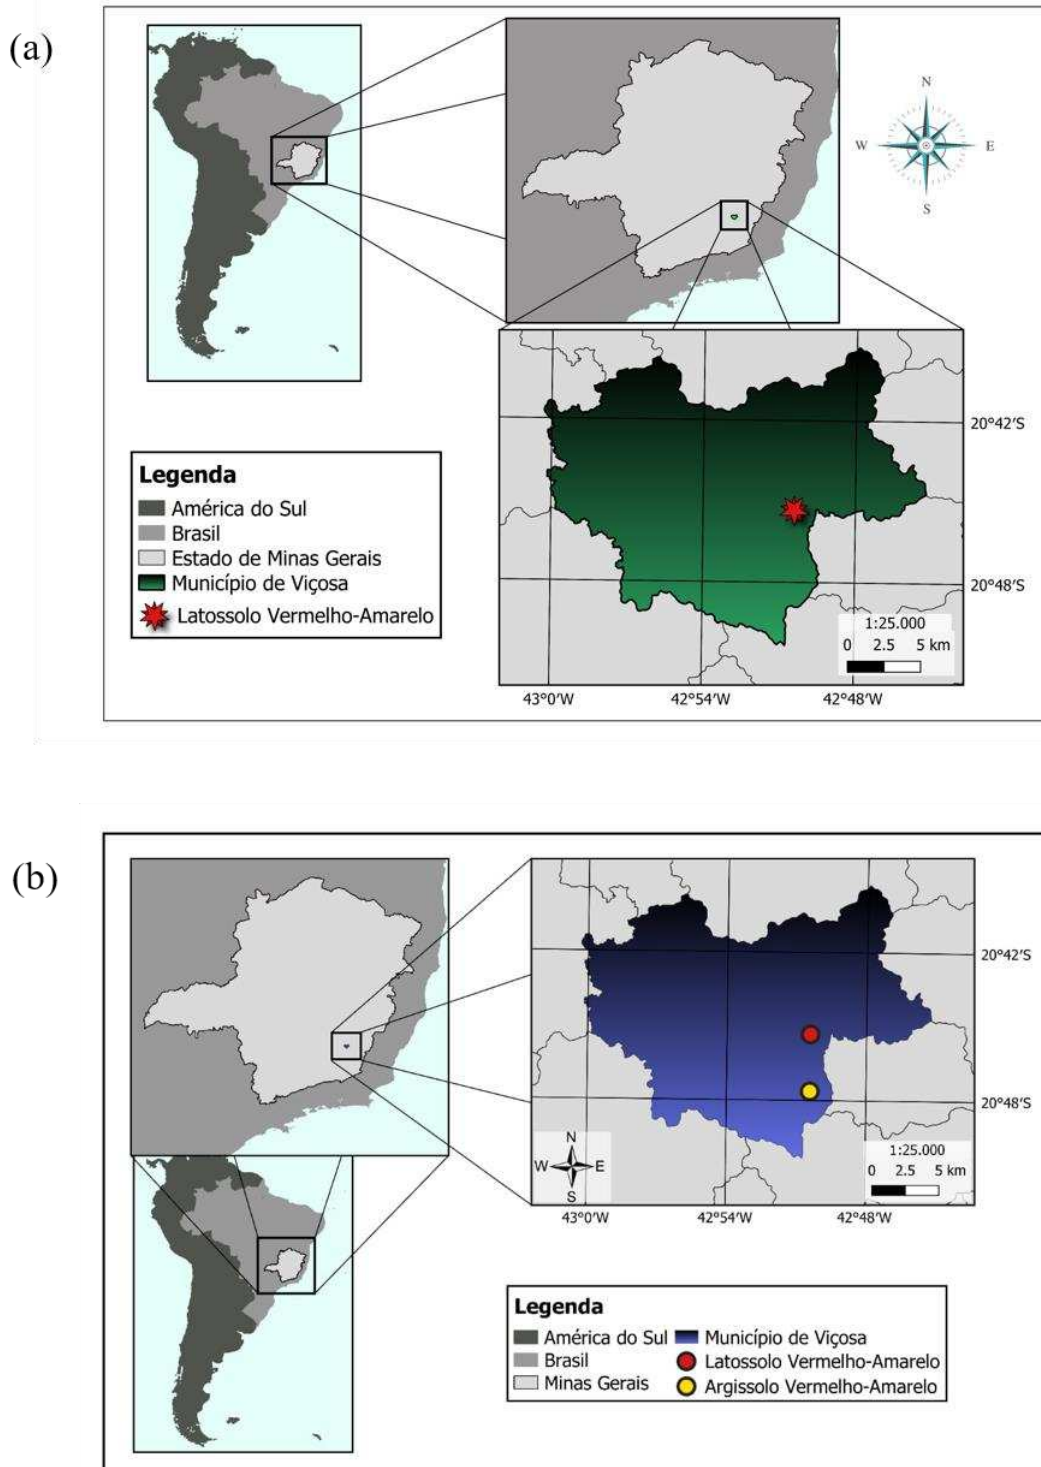 (a)
N
W
E
S
20°42'S
20°48'S
1:25.000
0 2.5 5 km
43°0'W 42°54'W 42°48'W
Legenda
América do Sul
Brasil
Estado de Minas Gerais
Município de Viçosa
Latossolo Vermelho-Amarelo
(b)
20°42'S
20°48'S
N
W E
S
1:25.000
0 2.5 5 km
43°0'W 42°54'W 42°48'W
Legenda
América do Sul Município de Viçosa
Brasil Latossolo Vermelho-Amarelo
Minas Gerais Argissolo Vermelho-Amarelo